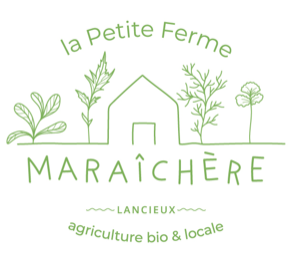 la Petite Ferme
MARAÎCHÈRE
LANCIEUX
agriculture bio & locale